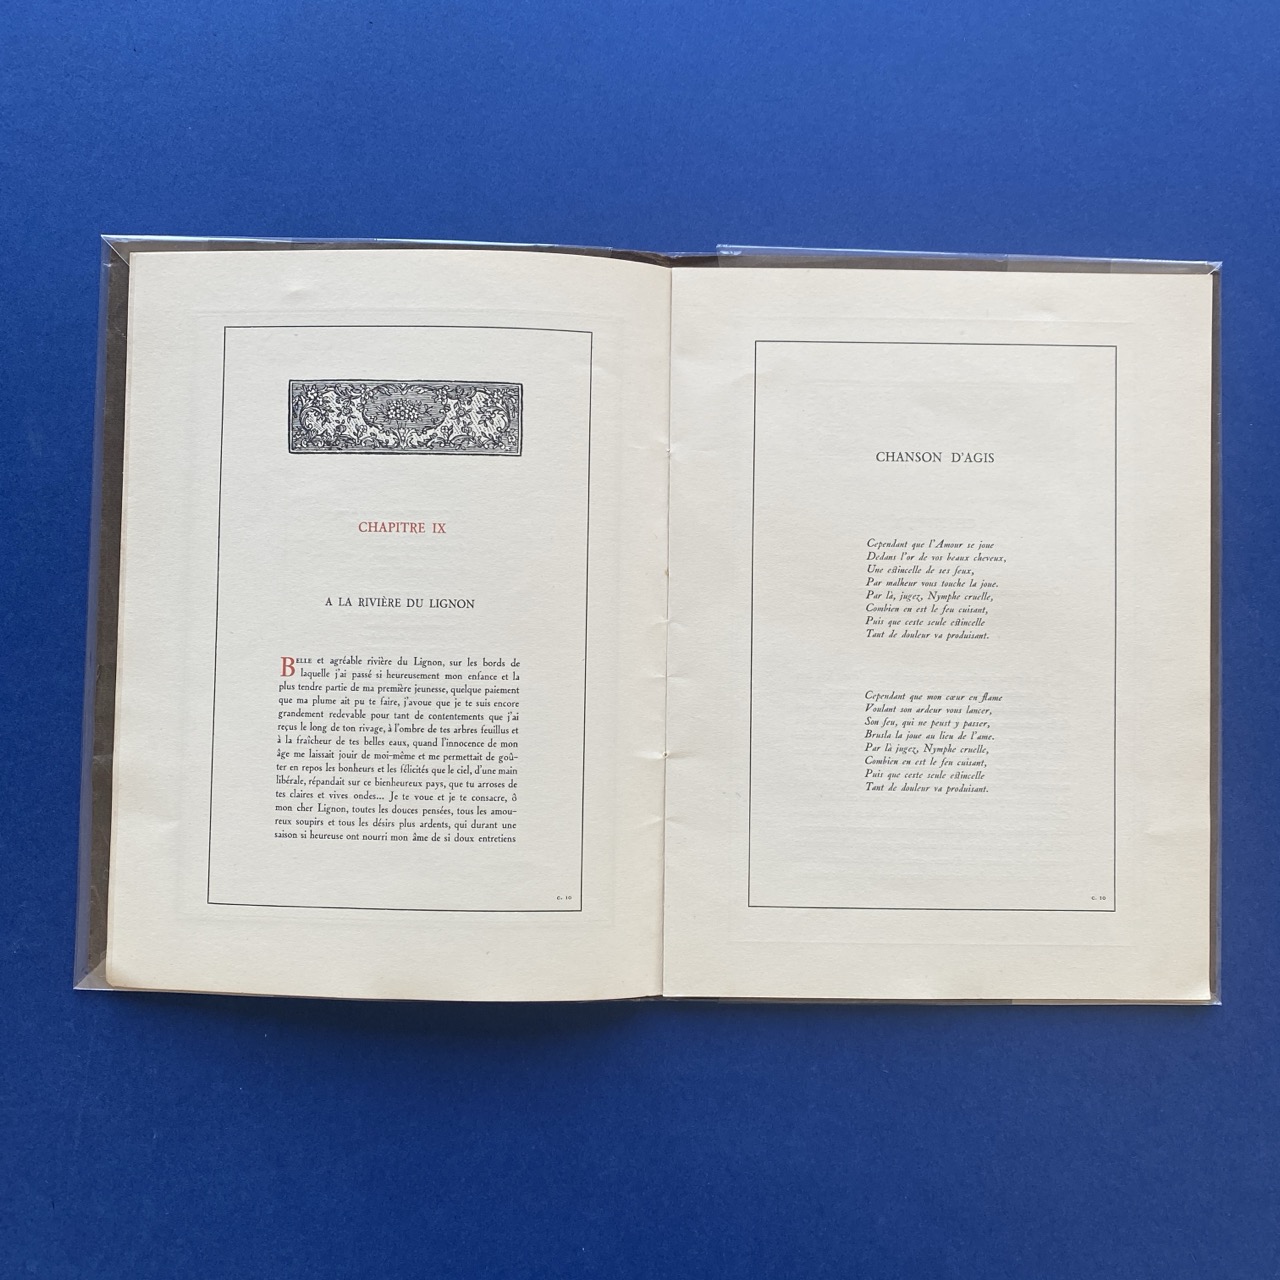 CHAPITRE IX
A LA RIVIÈRE DU LIGNON
BELLE et agréable rivière du Lignon, sur les bords de
laquelle j'ai passé si heureusement mon enfance et la
plus tendre partie de ma première jeunesse, quelque paiement
que ma plume ait pu te faire, j'avoue que je te suis encore
grandement redevable pour tant de contentements que j'ai
reçus le long de ton rivage, à l'ombre de tes arbres feuillus et
à la fraîcheur de tes belles eaux, quand l'innocence de mon
âge me laissait jouir de moi-même et me permettait de goû-
ter en repos les bonheurs et les félicités que le ciel, d'une main
libérale, répandait sur ce bienheureux pays, que tu arroses de
tes claires et vives ondes... Je te voue et je te consacre, ô
mon cher Lignon, toutes les douces pensées, tous les amou-
reux soupirs et tous les désirs plus ardents, qui durant une
saison si heureuse ont nourri mon âme de si doux entretiens
C. 10
CHANSON D'AGIS
Cependant que l'Amour se joue
Dedans l'or de vos beaux cheveux,
Une estincelle de ses feux,
Par malheur vous touche la joue.
Par là, jugez, Nymphe cruelle,
Combien en est le feu cuisant,
Puis que ceste seule estincelle
Tant de douleur va produisant.
Cependant que mon cœur en flame
Voulant son ardeur vous lancer,
Son feu, qui ne peust y passer,
Brusla la joue au lieu de l'ame.
Par là jugez, Nymphe cruelle,
Combien en est le feu cuisant,
Puis que ceste seule estincelle
Tant de douleur va produisant.
C. 10